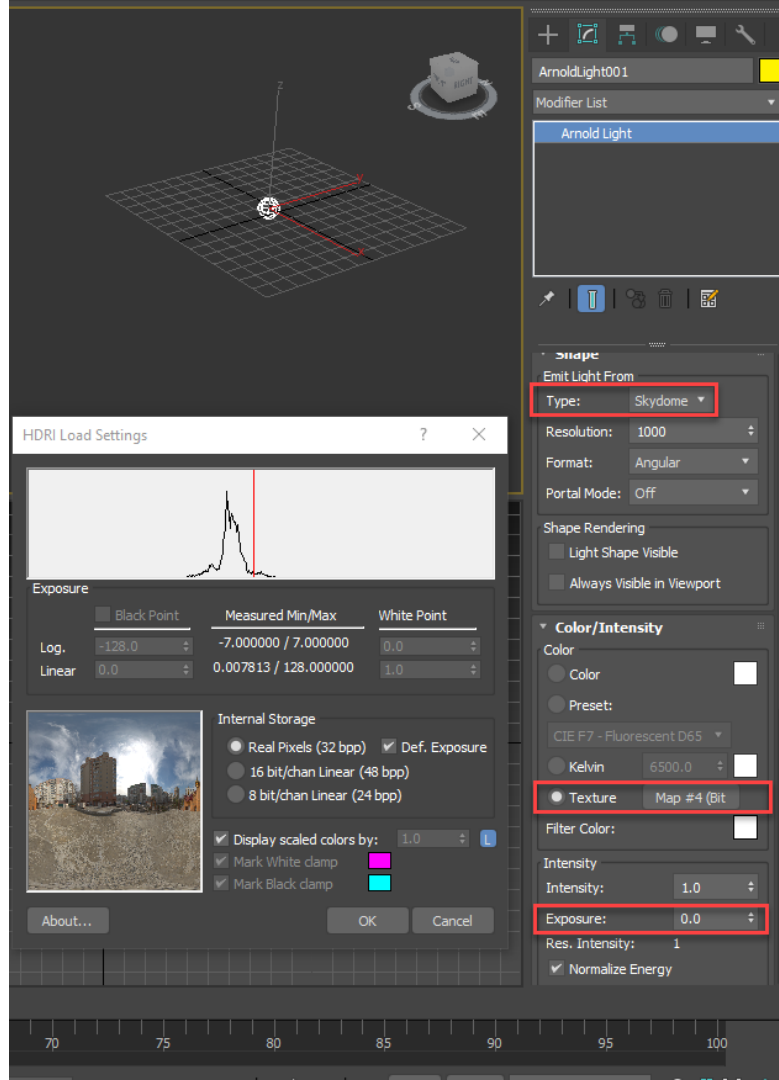 Z
RIGHT
N
S
E
y
x
ArnoldLight001
Modifier List
Arnold Light
Shape
Emit Light From
Type: Skydome
Resolution: 1000
Format: Angular
Portal Mode: Off
Shape Rendering
Light Shape Visible
Always Visible in Viewport
Color/Intensity
Color
Color
Preset:
CIE F7 - Fluorescent D65
Kelvin 6500.0
Texture Map #4 (Bit
Filter Color:
Intensity
Intensity: 1.0
Exposure: 0.0
Res. Intensity: 1
Normalize Energy
HDRI Load Settings ?
Exposure
Black Point Measured Min/Max White Point
Log. -128.0 -7.000000 / 7.000000 0.0
Linear 0.0 0.007813 / 128.000000 1.0
Internal Storage
Real Pixels (32 bpp) Def. Exposure
16 bit/chan Linear (48 bpp)
8 bit/chan Linear (24 bpp)
Display scaled colors by: 1.0 L
Mark White clamp
Mark Black clamp
About... OK Cancel
70 75 80 85 90 95 100